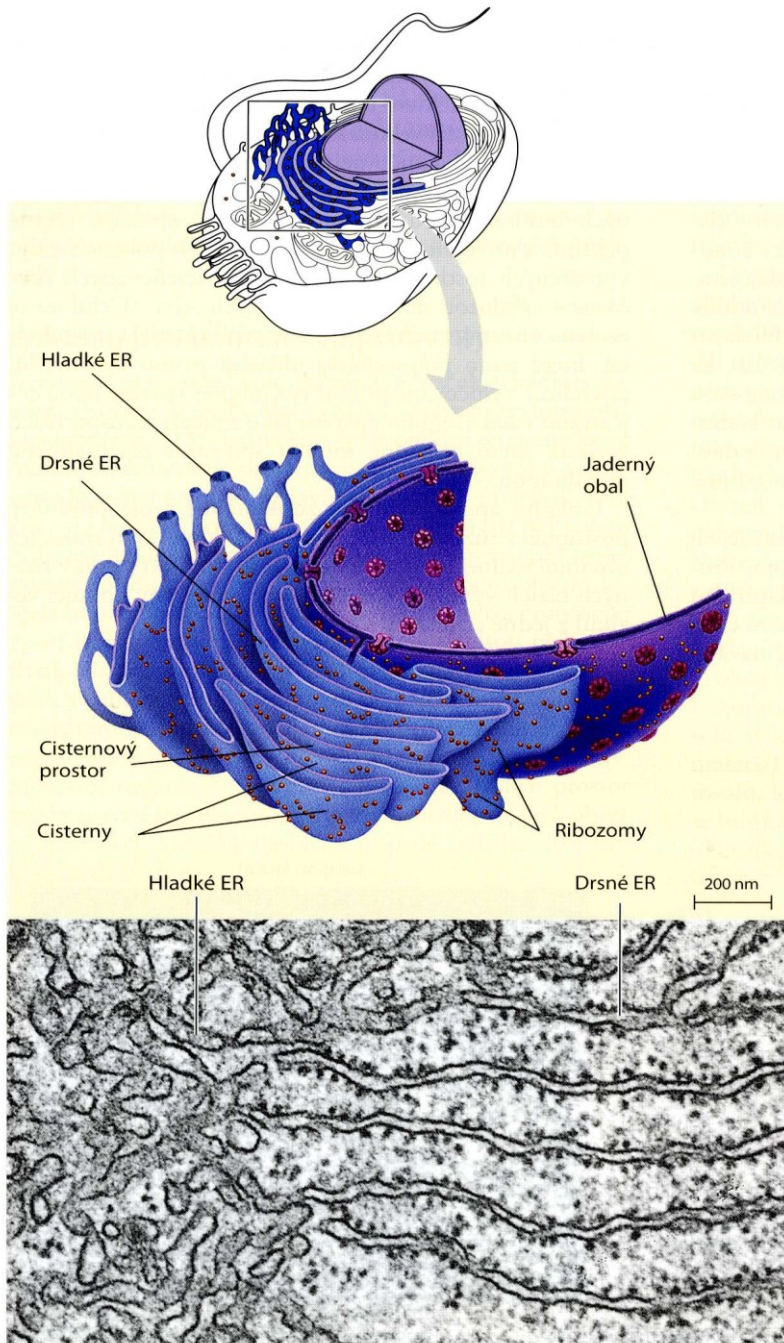 Hladké ER
Drsné ER
Jaderný
obal
Cisternový
prostor
Cisterny
Ribozomy
Hladké ER
Drsné ER
200 nm